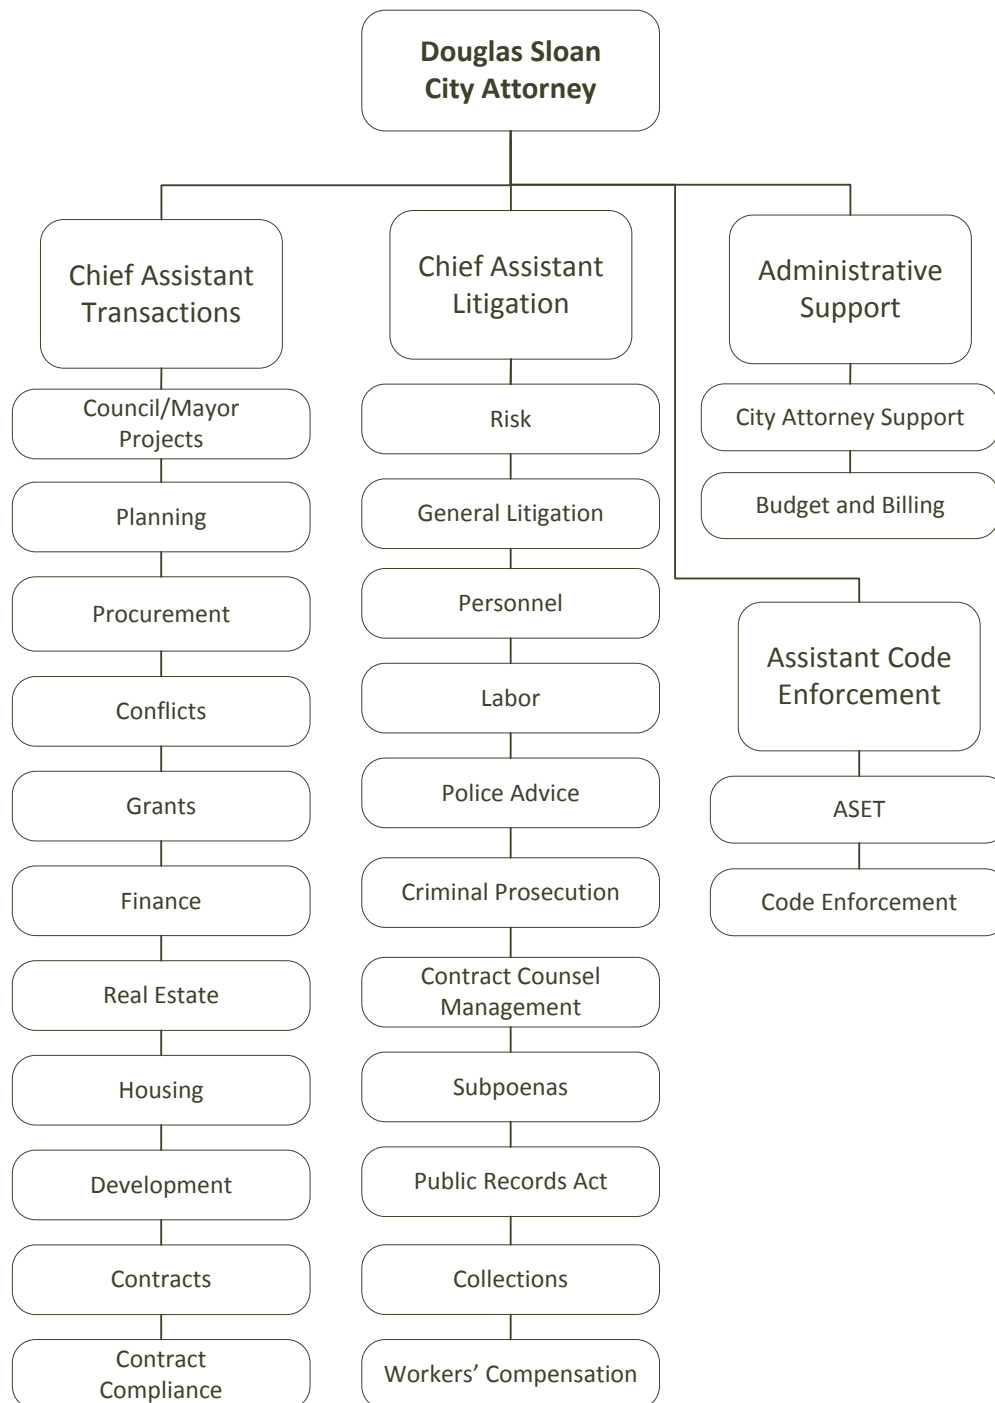 Douglas Sloan
City Attorney
Chief Assistant
Transactions
Council/Mayor
Projects
Planning
Procurement
Conflicts
Grants
Finance
Real Estate
Housing
Development
Contracts
Contract
Compliance
Chief Assistant
Litigation
Risk
General Litigation
Personnel
Labor
Police Advice
Criminal Prosecution
Contract Counsel
Management
Subpoenas
Public Records Act
Collections
Workers’ Compensation
Administrative
Support
City Attorney Support
Budget and Billing
Assistant Code
Enforcement
ASET
Code Enforcement